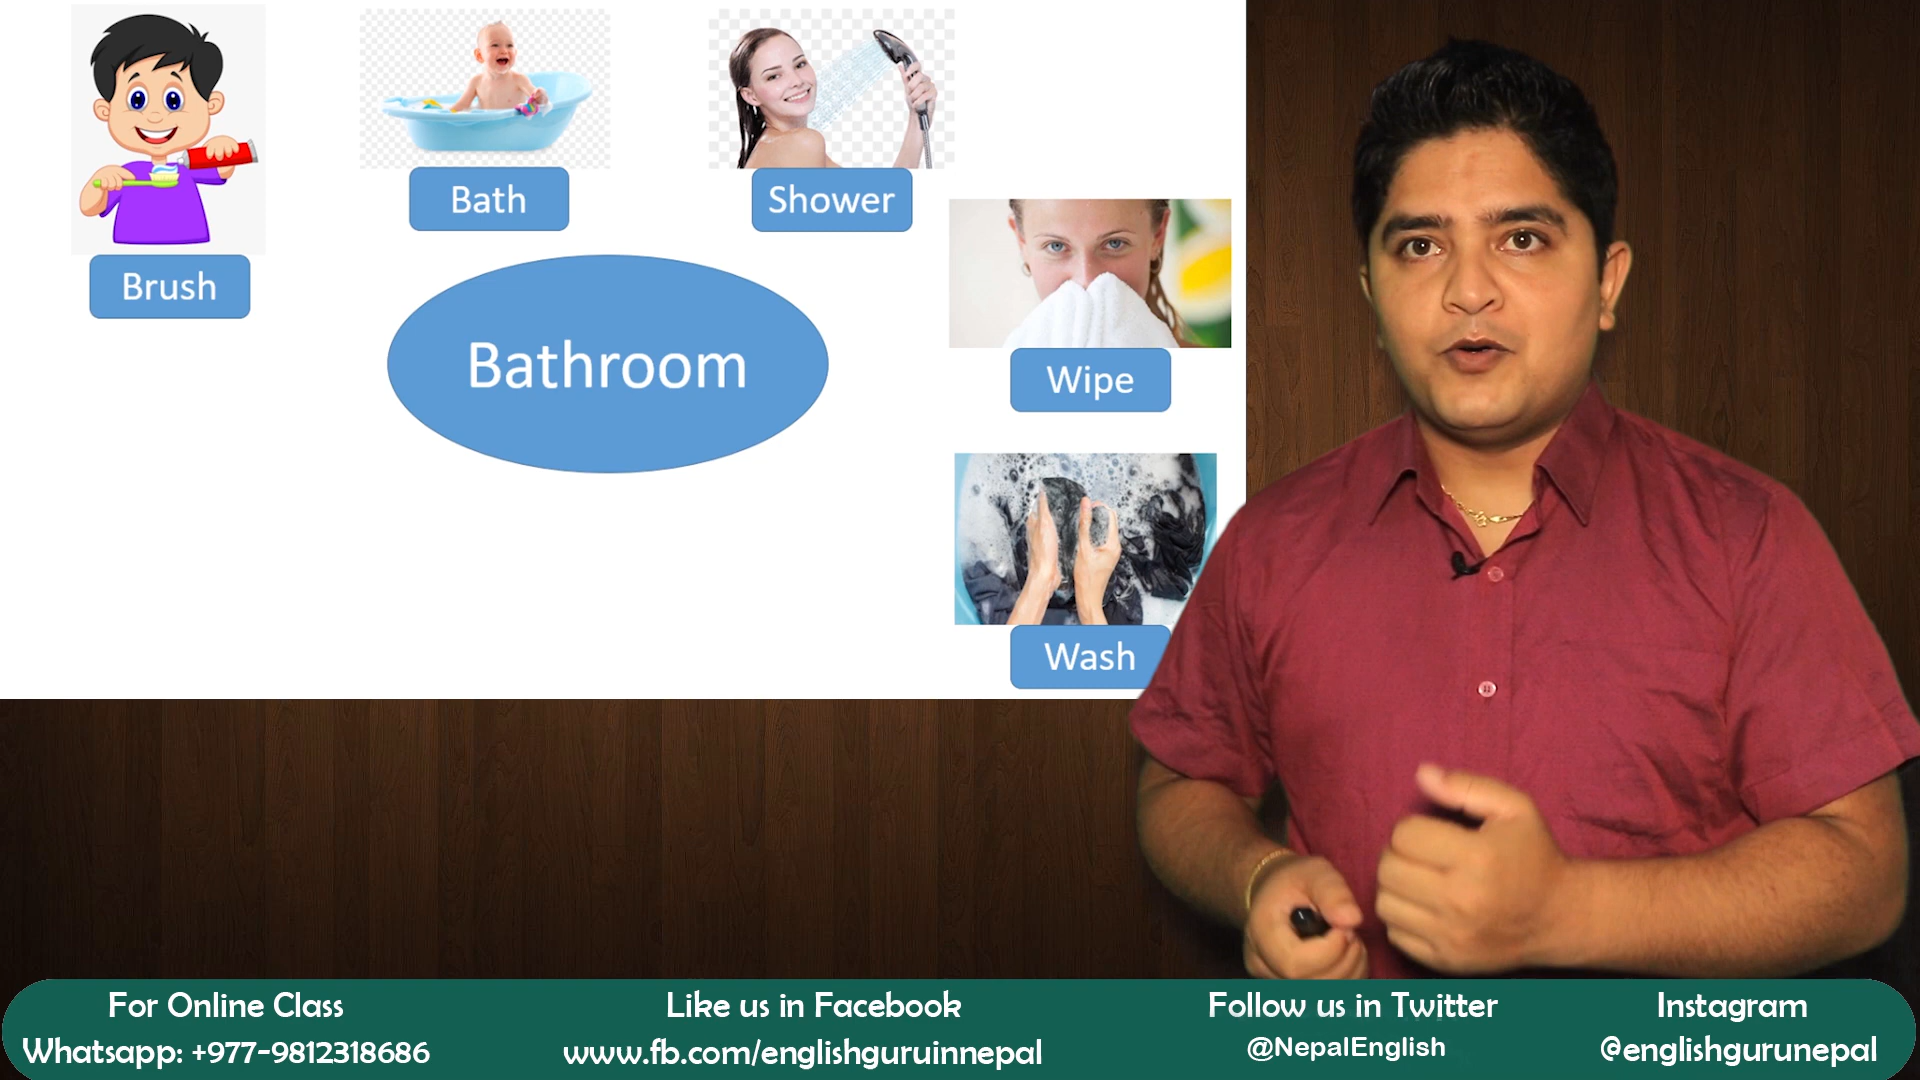 Bath
Shower
Brush
Bathroom
Wipe
Wash
For Online Class
Whatsapp: +977-9812318686
Like us in Facebook
www.fb.com/englishguruinnepal
Follow us in Twitter
@NepalEnglish
Instagram
@englishgurunepal